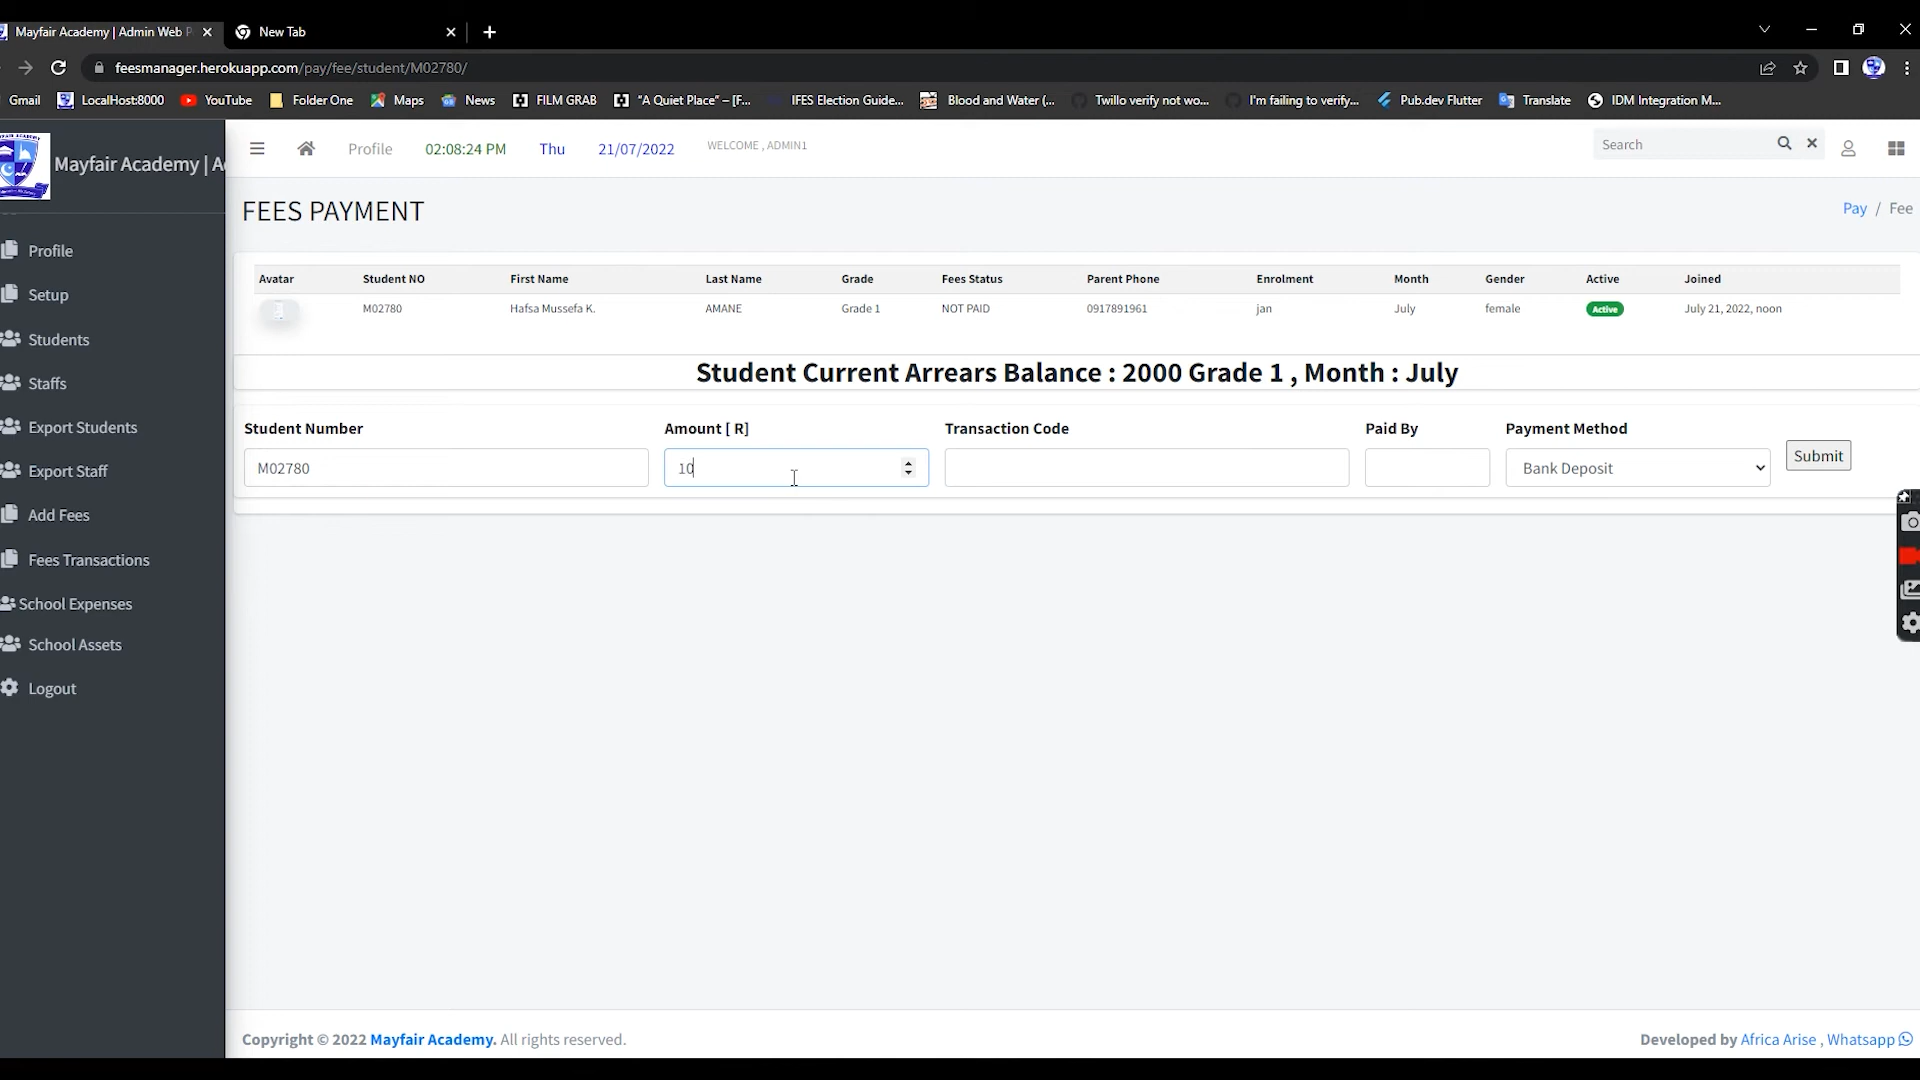 Mayfair Academy | Admin Web P
New Tab
feesmanager.herokuapp.com/pay/fee/student/M02780/
Gmail
LocalHost:8000
YouTube
Folder One
Maps
News
FILM GRAB
"A Quiet Place" – [F...
IFES Election Guide...
Blood and Water (...
Twillo verify not wo...
I'm failing to verify...
Pub.dev Flutter
Translate
IDM Integration M...
Mayfair Academy | A
Profile
02:08:24 PM
Thu
21/07/2022
WELCOME , ADMIN1
Search
FEES PAYMENT
Pay / Fee
Profile
Setup
Students
Staffs
Export Students
Export Staff
Add Fees
Fees Transactions
School Expenses
School Assets
Logout
Avatar Student NO First Name Last Name Grade Fees Status Parent Phone Enrolment Month Gender Active Joined
M02780 Hafsa Mussefa K. AMANE Grade 1 NOT PAID 0917891961 jan July female Active July 21, 2022, noon
Student Current Arrears Balance : 2000 Grade 1 , Month : July
Student Number Amount [ R] Transaction Code Paid By Payment Method
M02780 10 Bank Deposit Submit
Copyright © 2022 Mayfair Academy. All rights reserved.
Developed by Africa Arise , Whatsapp